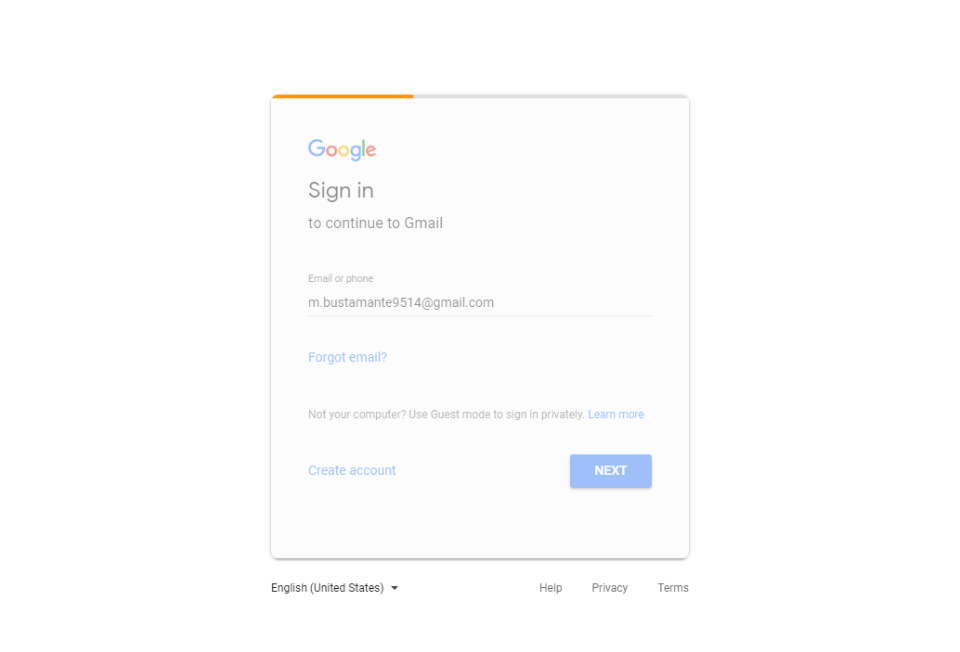 Google
Sign in
to continue to Gmail
Email or phone
m.bustamante9514@gmail.com
Forgot email?
Not your computer? Use Guest mode to sign in privately. Learn more
Create account NEXT
English (United States) Help Privacy Terms